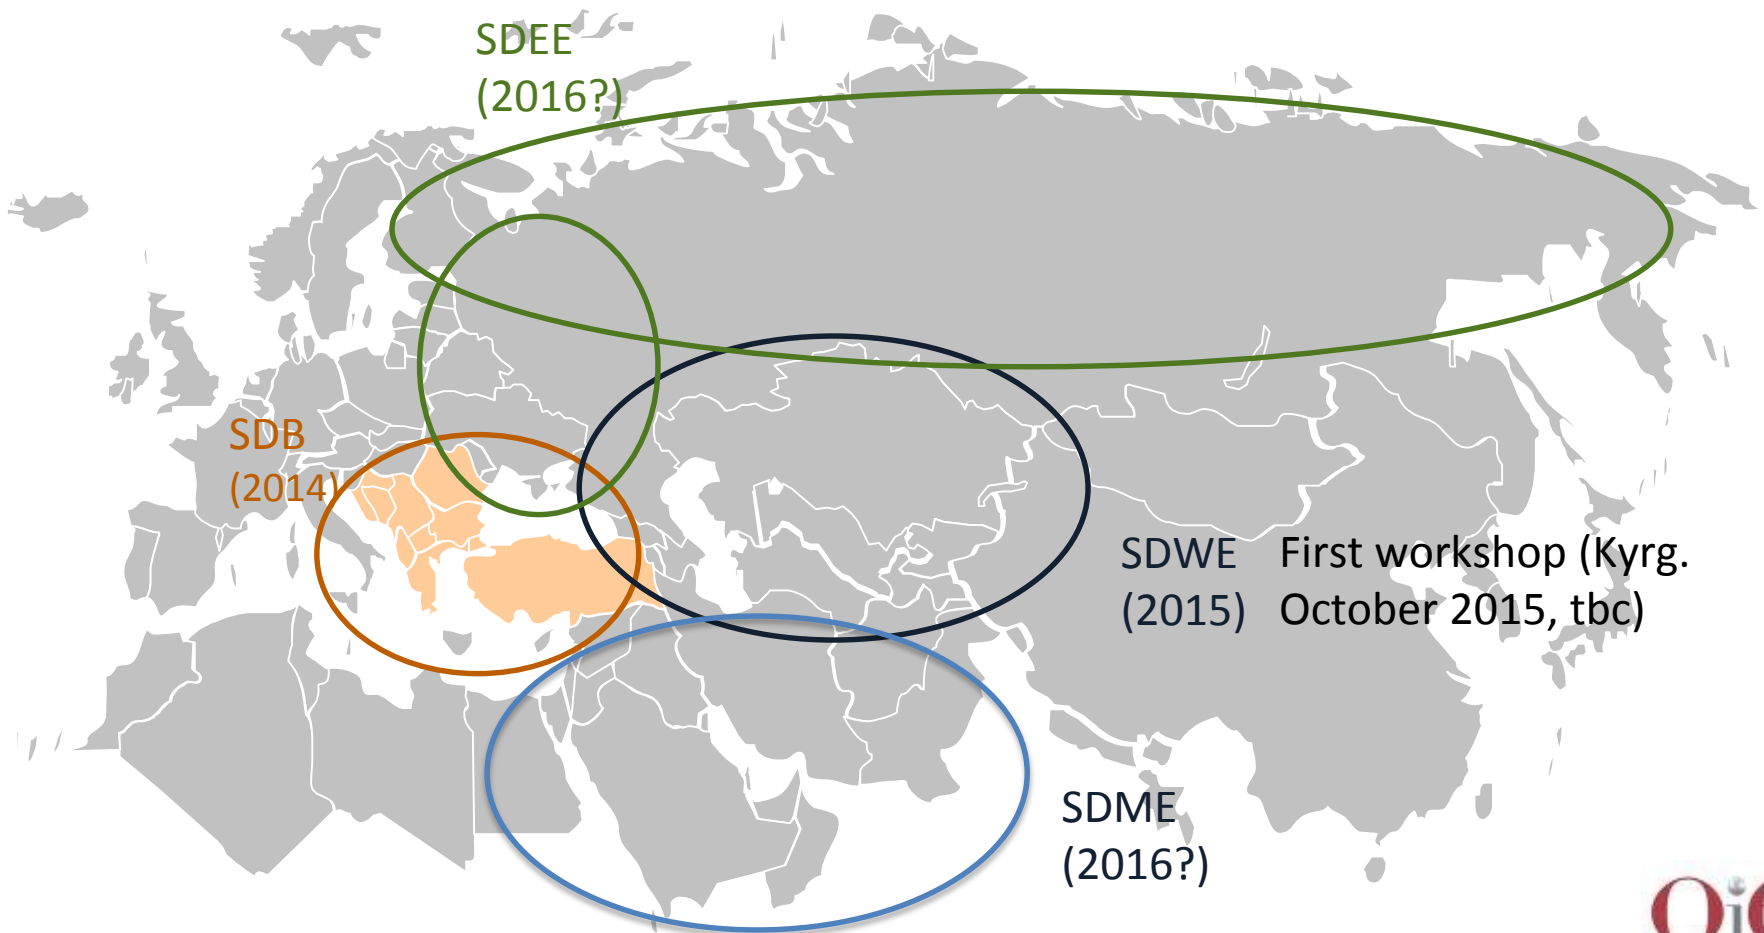 SDEE
(2016?)
SDB
(2014)
SDWE
(2015)
First workshop (Kyrg.
October 2015, tbc)
SDME
(2016?)